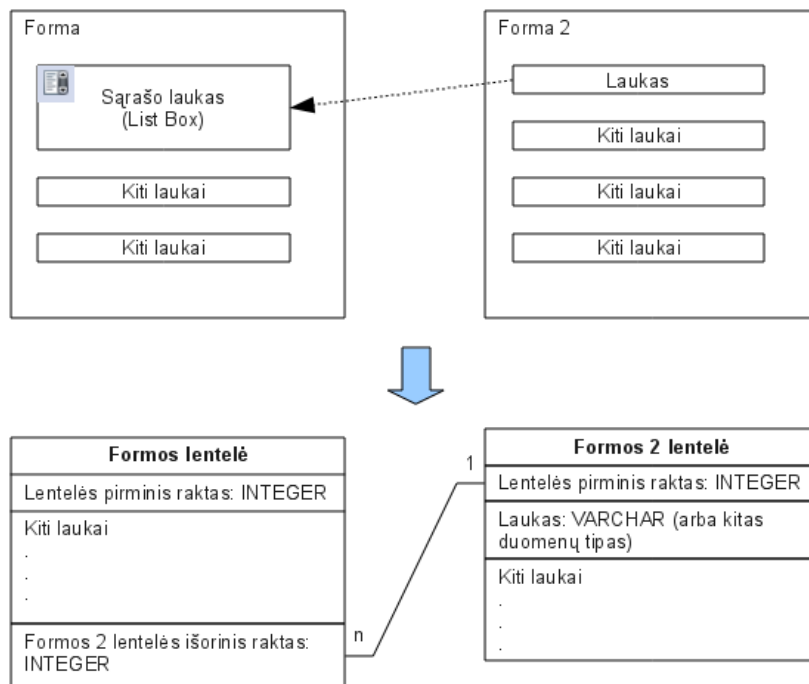 Forma
Sąrašo laukas
(List Box)
Kiti laukai
Kiti laukai
Forma 2
Laukas
Kiti laukai
Kiti laukai
Kiti laukai
Formos lentelė
Lentelės pirminis raktas: INTEGER
Kiti laukai
.
.
.
Formos 2 lentelės išorinis raktas:
INTEGER
n
1
Formos 2 lentelė
Lentelės pirminis raktas: INTEGER
Laukas: VARCHAR (arba kitas
duomenų tipas)
Kiti laukai
.
.
.